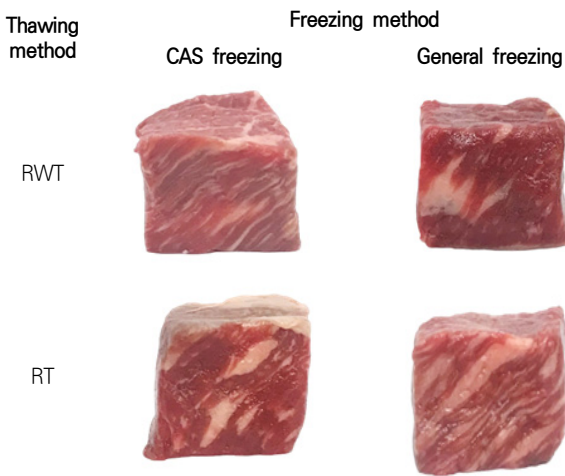 Thawing
method
Freezing method
CAS freezing
General freezing
RWT
RT